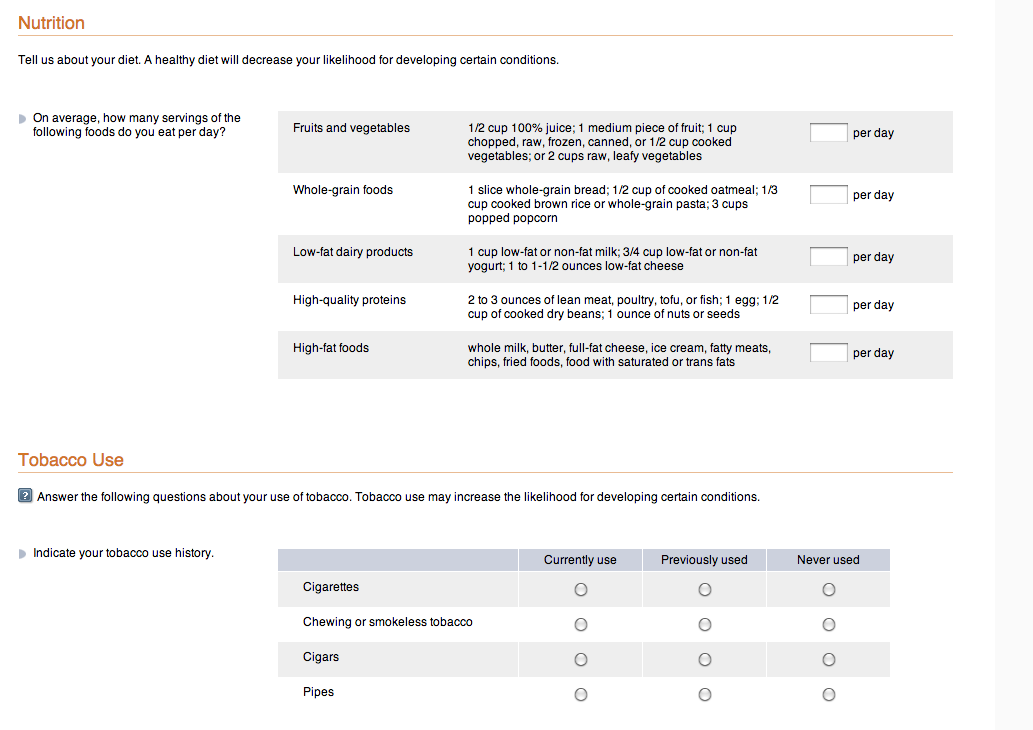 Nutrition
Tell us about your diet. A healthy diet will decrease your likelihood for developing certain conditions.
On average, how many servings of the
following foods do you eat per day?
Fruits and vegetables
1/2 cup 100% juice; 1 medium piece of fruit; 1 cup
chopped, raw, frozen, canned, or 1/2 cup cooked
vegetables; or 2 cups raw, leafy vegetables
per day
Whole-grain foods
1 slice whole-grain bread; 1/2 cup of cooked oatmeal; 1/3
cup cooked brown rice or whole-grain pasta; 3 cups
popped popcorn
per day
Low-fat dairy products
1 cup low-fat or non-fat milk; 3/4 cup low-fat or non-fat
yogurt; 1 to 1-1/2 ounces low-fat cheese
per day
High-quality proteins
2 to 3 ounces of lean meat, poultry, tofu, or fish; 1 egg; 1/2
cup of cooked dry beans; 1 ounce of nuts or seeds
per day
High-fat foods
whole milk, butter, full-fat cheese, ice cream, fatty meats,
chips, fried foods, food with saturated or trans fats
per day
Tobacco Use
? Answer the following questions about your use of tobacco. Tobacco use may increase the likelihood for developing certain conditions.
Indicate your tobacco use history.
Currently use Previously used Never used
Cigarettes
Chewing or smokeless tobacco
Cigars
Pipes